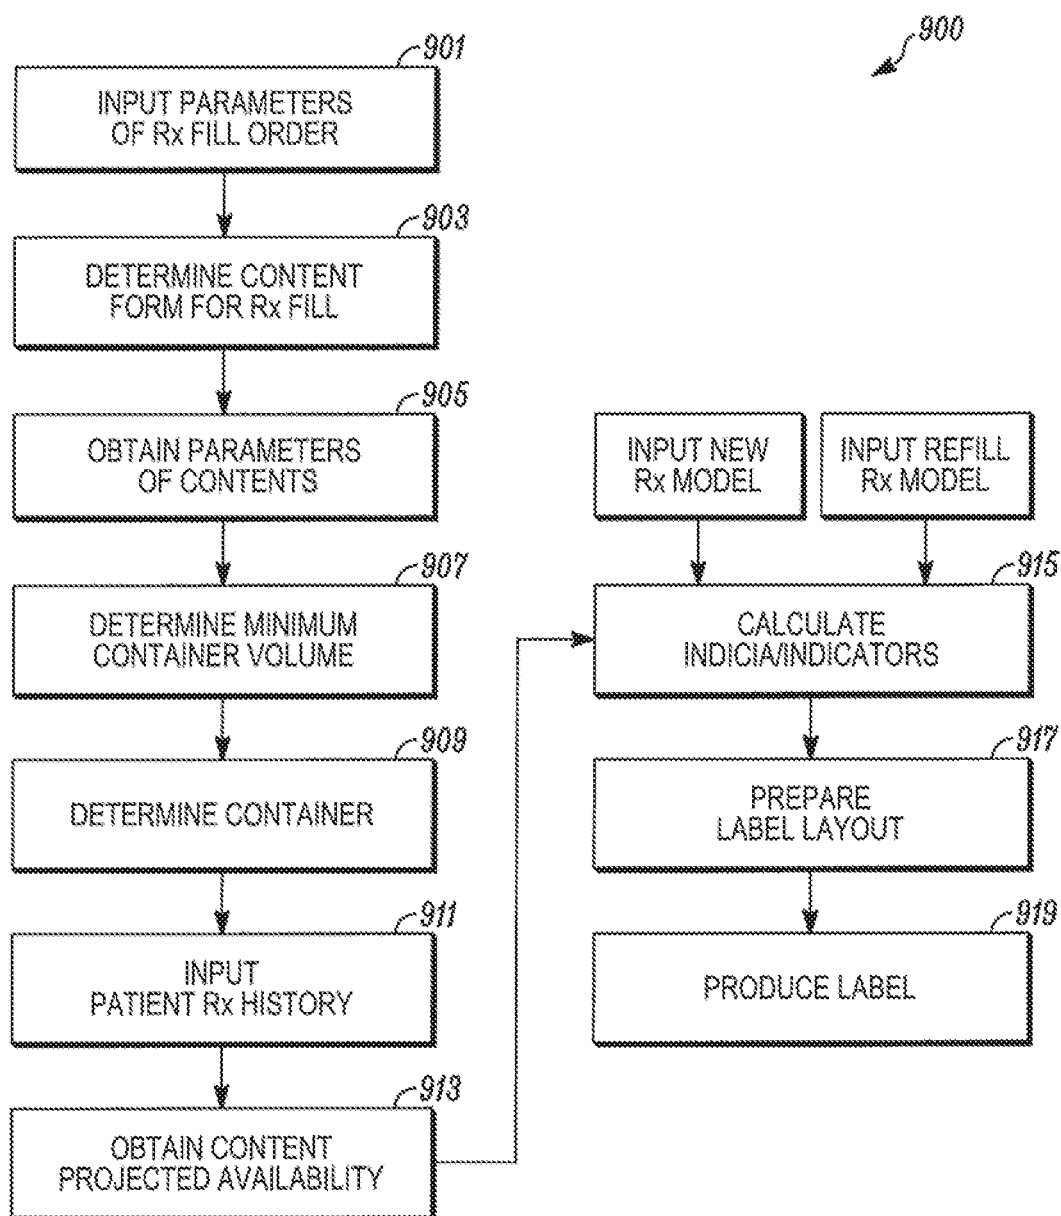 900
901
INPUT PARAMETERS
OF Rx FILL ORDER
903
DETERMINE CONTENT
FORM FOR Rx FILL
905
OBTAIN PARAMETERS
OF CONTENTS
907
DETERMINE MINIMUM
CONTAINER VOLUME
909
DETERMINE CONTAINER
911
INPUT
PATIENT Rx HISTORY
913
OBTAIN CONTENT
PROJECTED AVAILABILITY
INPUT NEW
Rx MODEL
INPUT REFILL
Rx MODEL
915
CALCULATE
INDICIA/INDICATORS
917
PREPARE
LABEL LAYOUT
919
PRODUCE LABEL